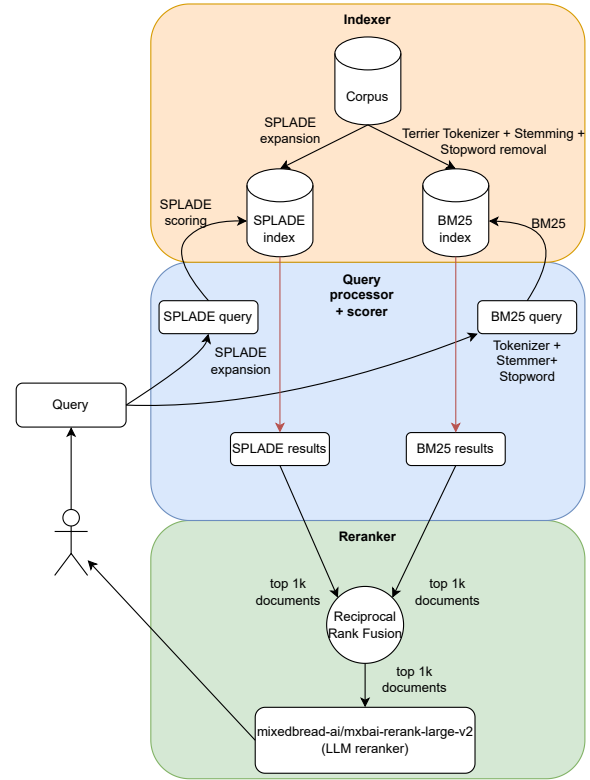 Indexer
Corpus
SPLADE
expansion
Terrier Tokenizer + Stemming +
Stopword removal
SPLADE
scoring
SPLADE
index
BM25
index
BM25
Query
processor
+ scorer
SPLADE query
BM25 query
SPLADE
expansion
Tokenizer +
Stemmer+
Stopword
Query
SPLADE results
BM25 results
Reranker
top 1k
documents
top 1k
documents
Reciprocal
Rank Fusion
top 1k
documents
mixedbread-ai/mxbai-rerank-large-v2
(LLM reranker)